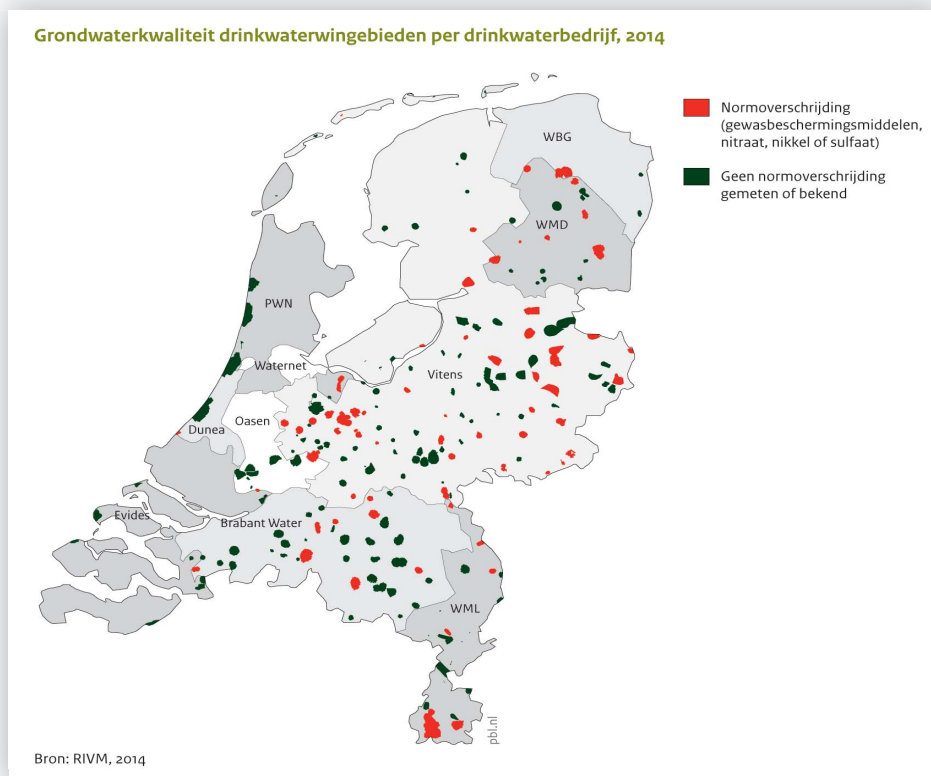 Grondwaterkwaliteit drinkwaterwingebieden per drinkwaterbedrijf, 2014
Normoverschrijding
(gewasbeschermingsmiddelen,
nitraat, nikkel of sulfaat)
Geen normoverschrijding
gemeten of bekend
WBG
WMD
PWN
Waternet
Vitens
Oasen
Dunea
Evides
Brabant Water
WML
pbl.nl
Bron: RIVM, 2014